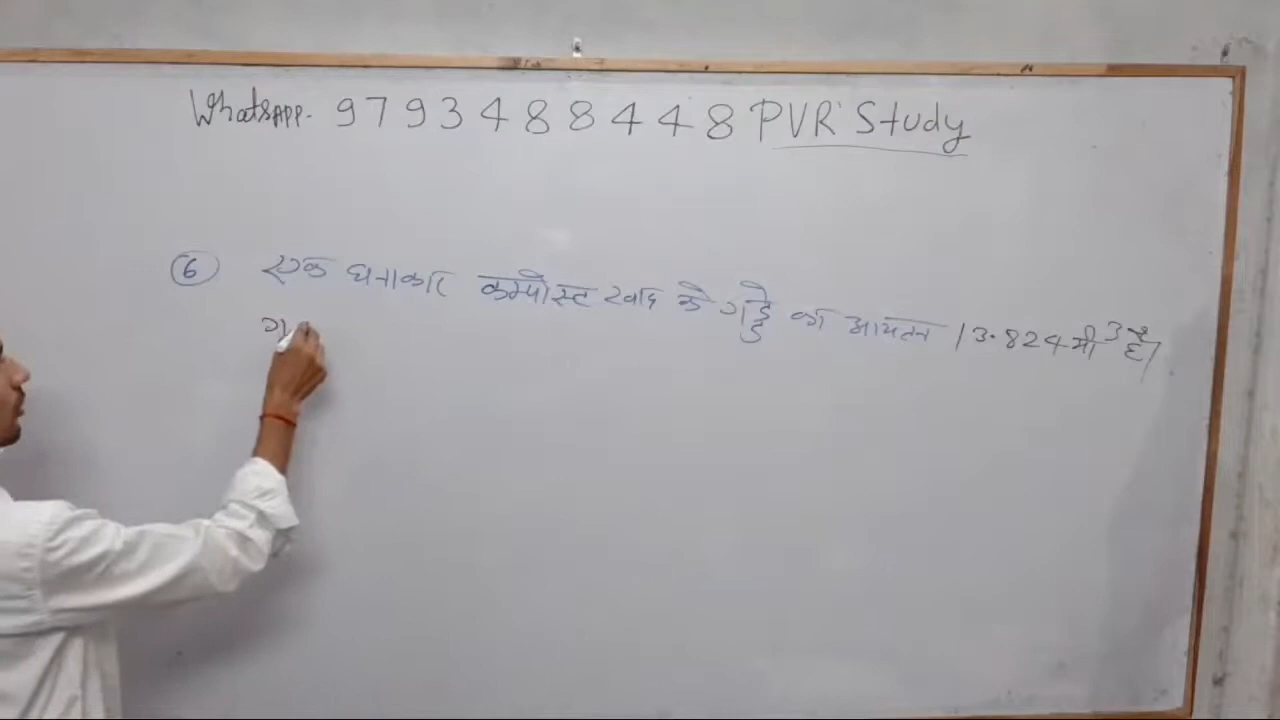 WhatsAPP. 9793488448 PVR Study
⑥ एक घनाकार कम्पोस्ट खाद के गड्ढे का आयतन 13.824 मी³ है।
ग